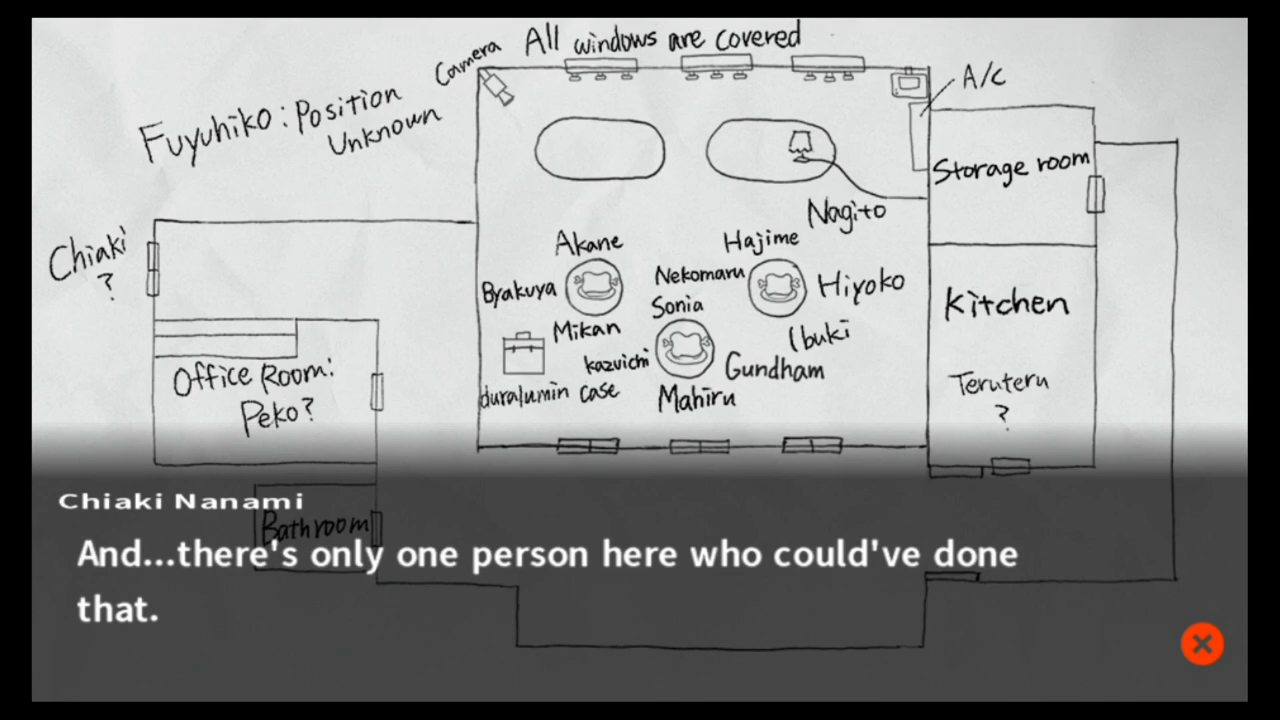 All windows are covered
Camera
A/C
Fuyuhiko: Position
Unknown
Storage room
Nagito
Chiaki
?
Akane
Hajime
Byakuya
Nekomaru
Hiyoko
Sonia
Kitchen
Mikan
Ibuki
kazuichi
Gundham
duralumin case
Mahiru
Office Room:
Peko?
Teruteru
?
Chiaki Nanami
Bathroom
And...there's only one person here who could've done
that.